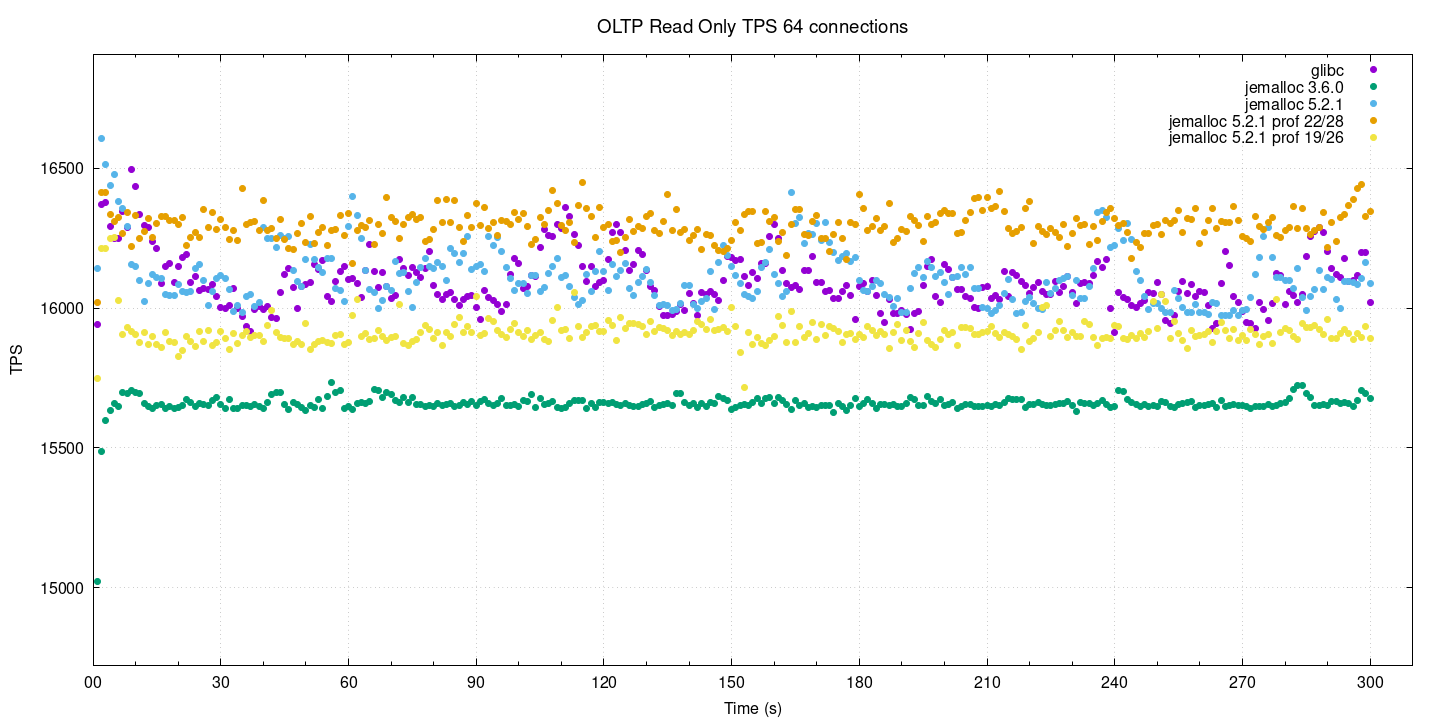 OLTP Read Only TPS 64 connections
glibc
jemalloc 3.6.0
jemalloc 5.2.1
jemalloc 5.2.1 prof 22/28
jemalloc 5.2.1 prof 19/26
16500
16000
15500
15000
TPS
00 30 60 90 120 150 180 210 240 270 300
Time (s)